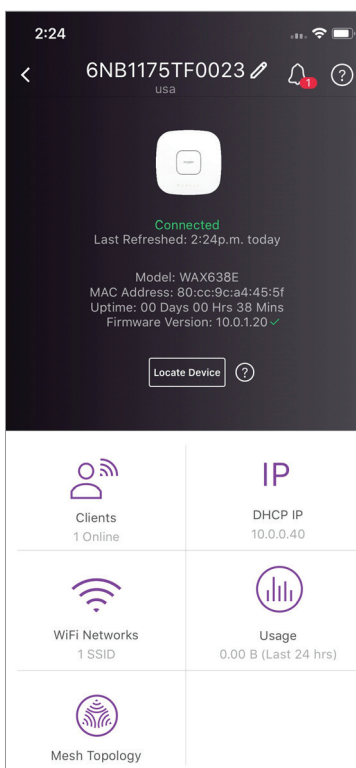 2:24
6NB1175TF0023
1
?
usa
Connected
Last Refreshed: 2:24p.m. today
Model: WAX638E
MAC Address: 80:cc:9c:a4:45:5f
Uptime: 00 Days 00 Hrs 38 Mins
Firmware Version: 10.0.1.20
Locate Device ?
IP
Clients
1 Online
DHCP IP
10.0.0.40
WiFi Networks
1 SSID
Usage
0.00 B (Last 24 hrs)
Mesh Topology